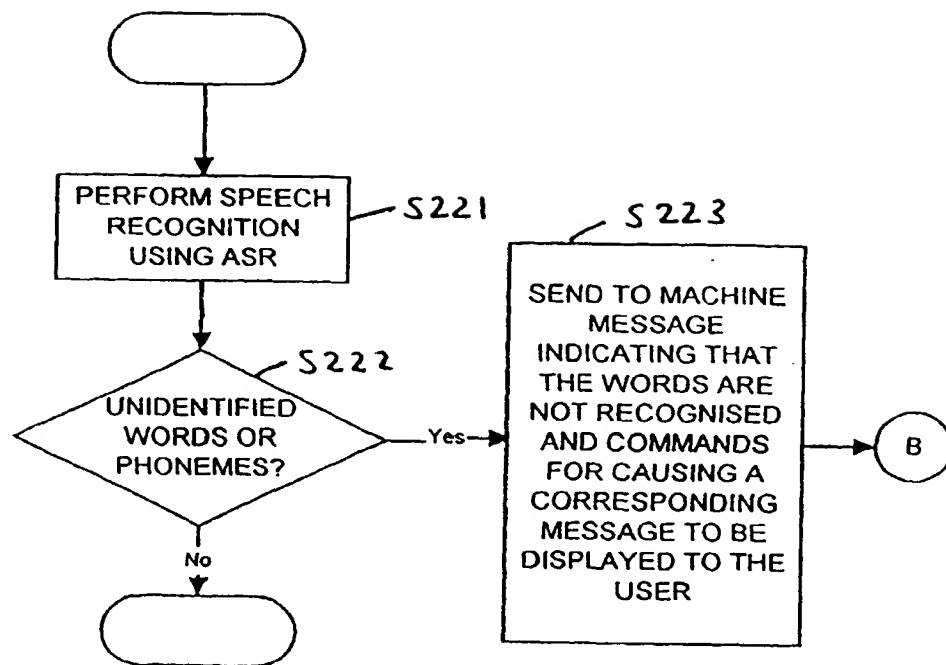 PERFORM SPEECH
RECOGNITION
USING ASR
S221
S223
SEND TO MACHINE
MESSAGE
INDICATING THAT
THE WORDS ARE
NOT RECOGNISED
AND COMMANDS
FOR CAUSING A
CORRESPONDING
MESSAGE TO BE
DISPLAYED TO THE
USER
S222
UNIDENTIFIED
WORDS OR
PHONEMES?
Yes
B
No